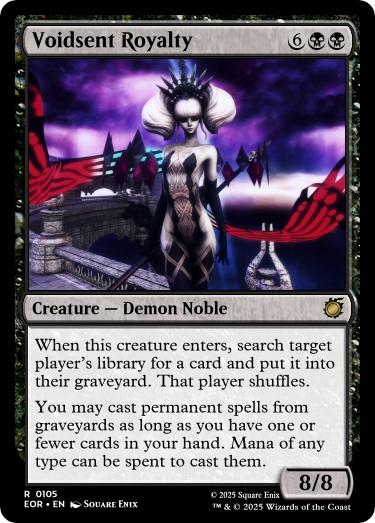 Voidsent Royalty 6
Creature — Demon Noble
When this creature enters, search target
player's library for a card and put it into
their graveyard. That player shuffles.
You may cast permanent spells from
graveyards as long as you have one or
fewer cards in your hand. Mana of any
type can be spent to cast them.
8/8
R 0105
EOR • EN Square Enix
© 2025 Square Enix
™ & © 2025 Wizards of the Coast